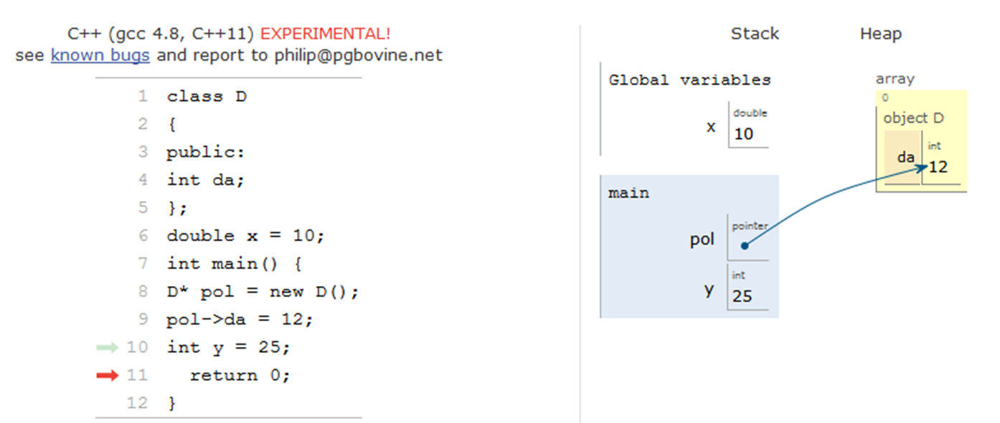 C++ (gcc 4.8, C++11) EXPERIMENTAL!
see known bugs and report to philip@pgbovine.net
1 class D
2 {
3 public:
4 int da;
5 };
6 double x = 10;
7 int main() {
8 D* pol = new D();
9 pol->da = 12;
10 int y = 25;
11 return 0;
12 }
Stack Heap
Global variables
x double
10
main
pol pointer
y int
25
array
0
object D
da int
12